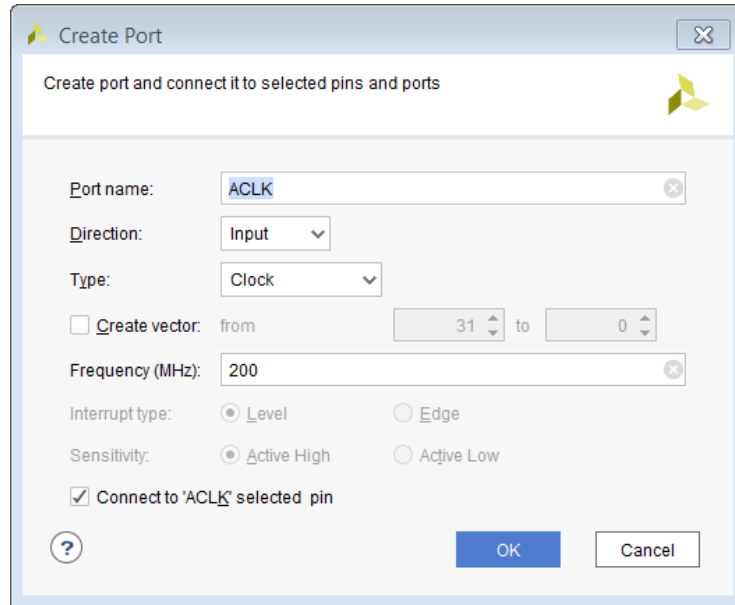 Create Port
Create port and connect it to selected pins and ports
Port name: ACLK
Direction: Input
Type: Clock
Create vector: from 31 to 0
Frequency (MHz): 200
Interrupt type: Level Edge
Sensitivity: Active High Active Low
Connect to 'ACLK' selected pin
? OK Cancel